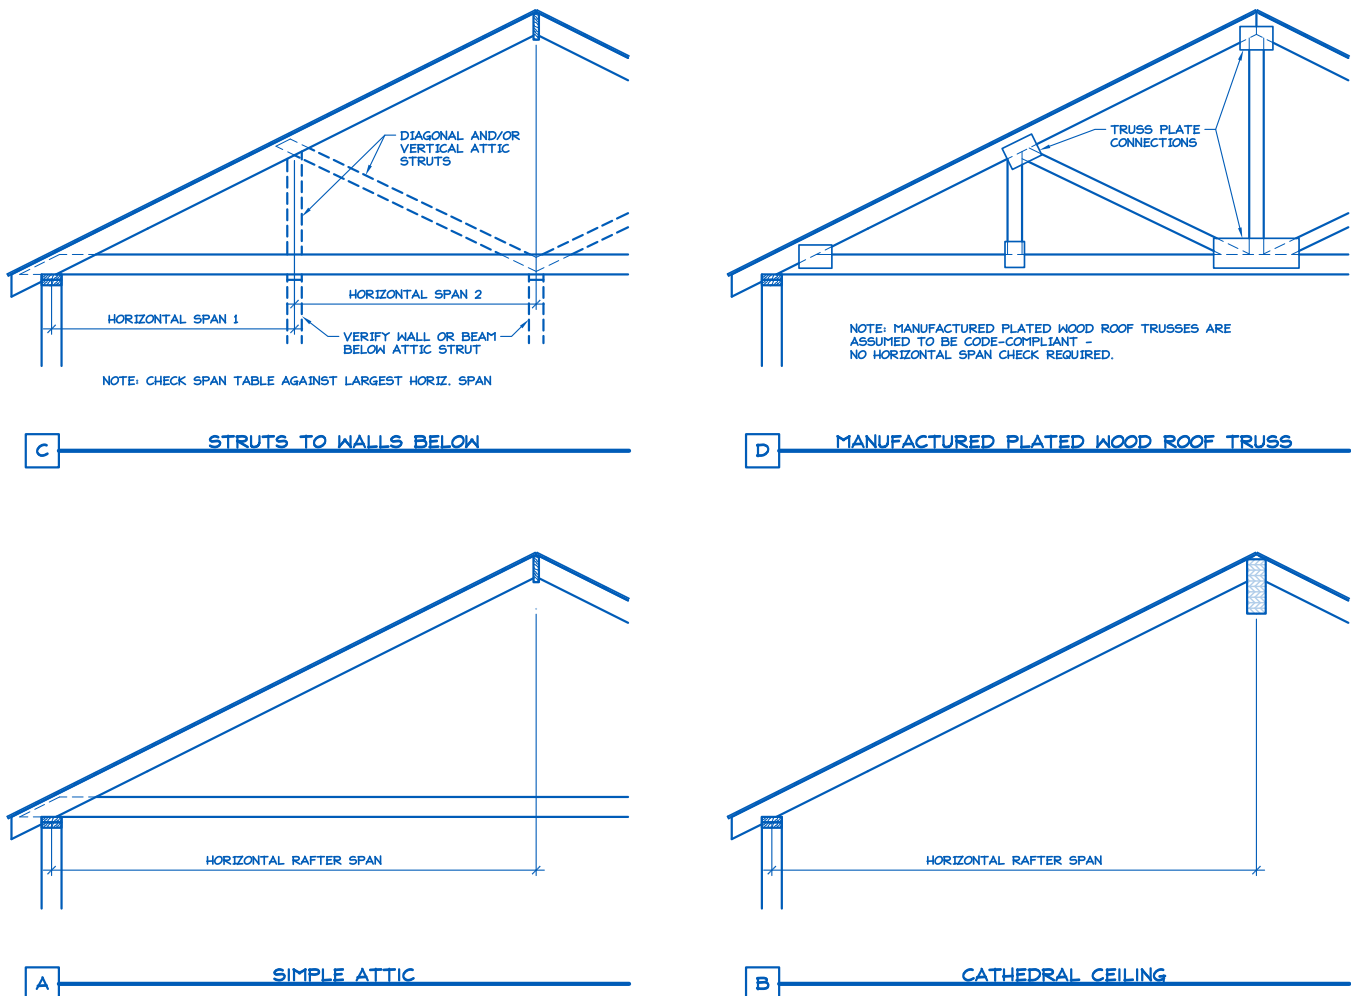 DIAGONAL AND/OR
VERTICAL ATTIC
STRUTS
HORIZONTAL SPAN 2
HORIZONTAL SPAN 1
VERIFY WALL OR BEAM
BELOW ATTIC STRUT
NOTE: CHECK SPAN TABLE AGAINST LARGEST HORIZ. SPAN
C
STRUTS TO WALLS BELOW
TRUSS PLATE
CONNECTIONS
NOTE: MANUFACTURED PLATED WOOD ROOF TRUSSES ARE
ASSUMED TO BE CODE-COMPLIANT -
NO HORIZONTAL SPAN CHECK REQUIRED.
D
MANUFACTURED PLATED WOOD ROOF TRUSS
HORIZONTAL RAFTER SPAN
A
SIMPLE ATTIC
HORIZONTAL RAFTER SPAN
B
CATHEDRAL CEILING